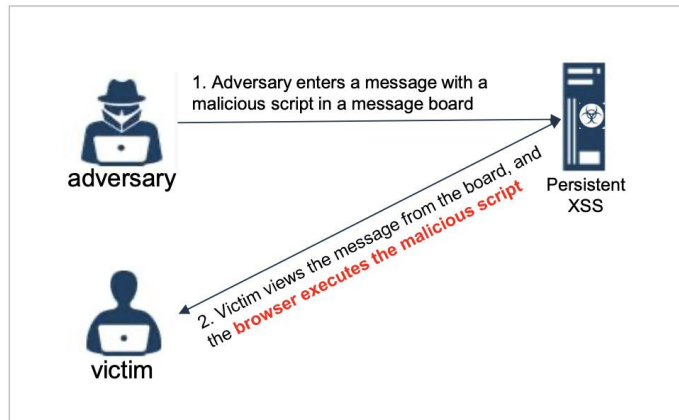 1. Adversary enters a message with a
malicious script in a message board
adversary
Persistent
XSS
2. Victim views the message from the board, and
the browser executes the malicious script
victim